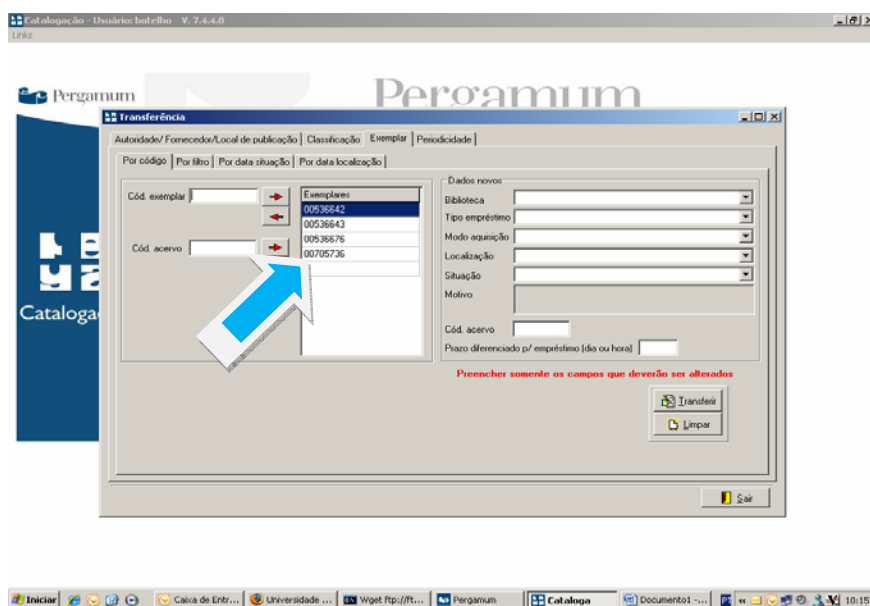 Catalogação - Usuário: botelho V. 7.4.4.0
Links
Pergamum
Pergamum
Transferência
Autoridade/ Fornecedor/Local de publicação Classificação Exemplar Periodicidade
Por código Por filtro Por data situação Por data localização
Cód. exemplar
Cód. acervo
Exemplares
00536642
00536643
00536676
00705736
Dados novos
Biblioteca
Tipo empréstimo
Modo aquisição
Localização
Situação
Motivo
Cód. acervo
Prazo diferenciado p/ empréstimo (dia ou hora)
Preencher somente os campos que deverão ser alterados
Transferir
Limpar
Sair
Cataloga
Iniciar Caixa de Entr... Universidade ... Wget ftp://ft... Pergamum Cataloga Documento1 -... PT 10:15